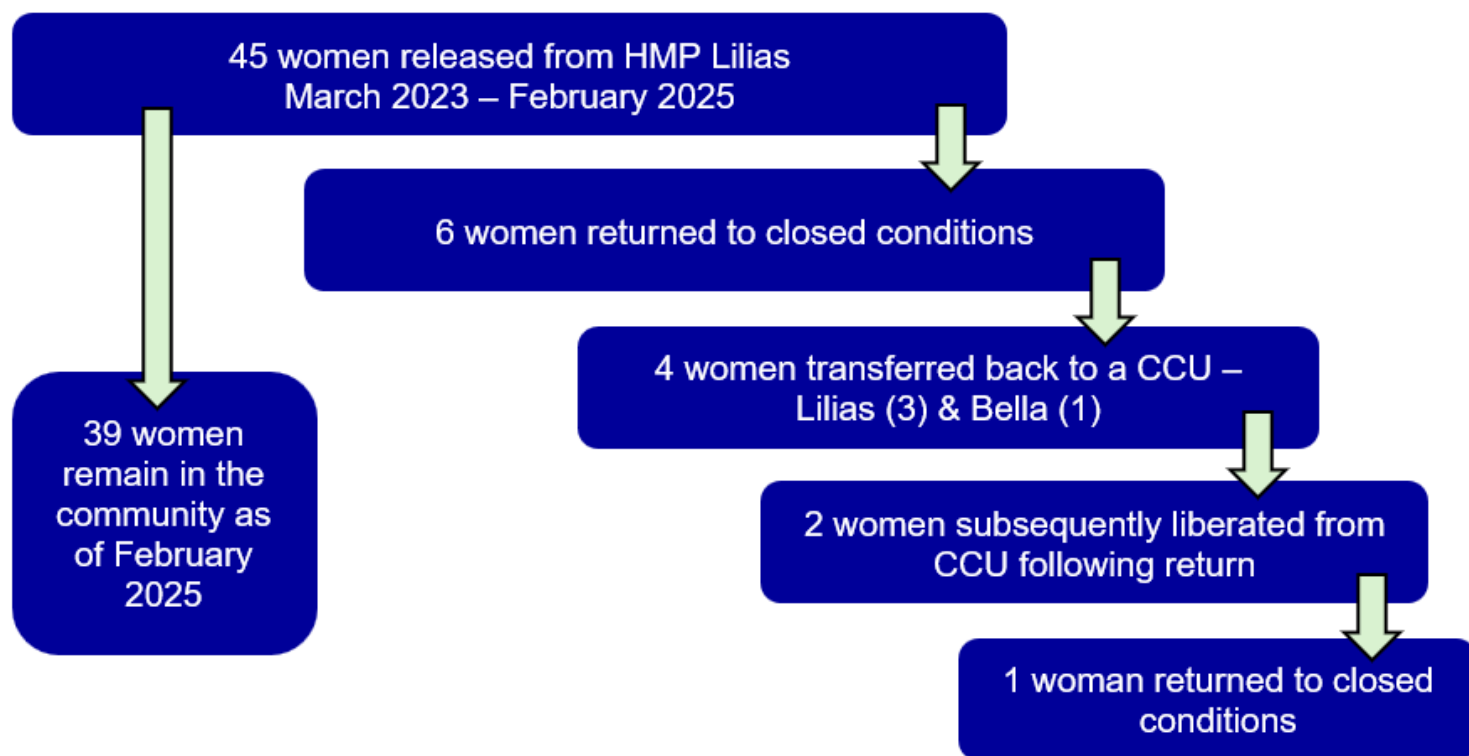 45 women released from HMP Lilias
March 2023 – February 2025
6 women returned to closed conditions
4 women transferred back to a CCU –
Lilias (3) & Bella (1)
39 women
remain in the
community as
of February
2025
2 women subsequently liberated from
CCU following return
1 woman returned to closed
conditions